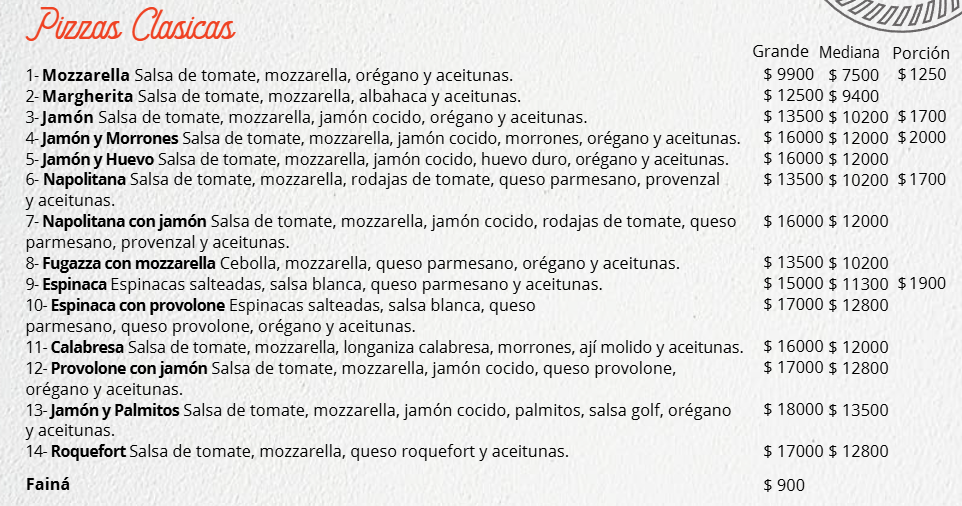 Pizzas Clasicas
Grande Mediana Porción
1- Mozzarella Salsa de tomate, mozzarella, orégano y aceitunas. $ 9900 $ 7500 $ 1250
2- Margherita Salsa de tomate, mozzarella, albahaca y aceitunas. $ 12500 $ 9400
3- Jamón Salsa de tomate, mozzarella, jamón cocido, orégano y aceitunas. $ 13500 $ 10200 $ 1700
4- Jamón y Morrones Salsa de tomate, mozzarella, jamón cocido, morrones, orégano y aceitunas. $ 16000 $ 12000 $ 2000
5- Jamón y Huevo Salsa de tomate, mozzarella, jamón cocido, huevo duro, orégano y aceitunas. $ 16000 $ 12000
6- Napolitana Salsa de tomate, mozzarella, rodajas de tomate, queso parmesano, provenzal $ 13500 $ 10200 $ 1700
y aceitunas.
7- Napolitana con jamón Salsa de tomate, mozzarella, jamón cocido, rodajas de tomate, queso $ 16000 $ 12000
parmesano, provenzal y aceitunas.
8- Fugazza con mozzarella Cebolla, mozzarella, queso parmesano, orégano y aceitunas. $ 13500 $ 10200
9- Espinaca Espinacas salteadas, salsa blanca, queso parmesano y aceitunas. $ 15000 $ 11300 $ 1900
10- Espinaca con provolone Espinacas salteadas, salsa blanca, queso $ 17000 $ 12800
parmesano, queso provolone, orégano y aceitunas.
11- Calabresa Salsa de tomate, mozzarella, longaniza calabresa, morrones, ají molido y aceitunas. $ 16000 $ 12000
12- Provolone con jamón Salsa de tomate, mozzarella, jamón cocido, queso provolone, $ 17000 $ 12800
orégano y aceitunas.
13- Jamón y Palmitos Salsa de tomate, mozzarella, jamón cocido, palmitos, salsa golf, orégano $ 18000 $ 13500
y aceitunas.
14- Roquefort Salsa de tomate, mozzarella, queso roquefort y aceitunas. $ 17000 $ 12800
Fainá $ 900